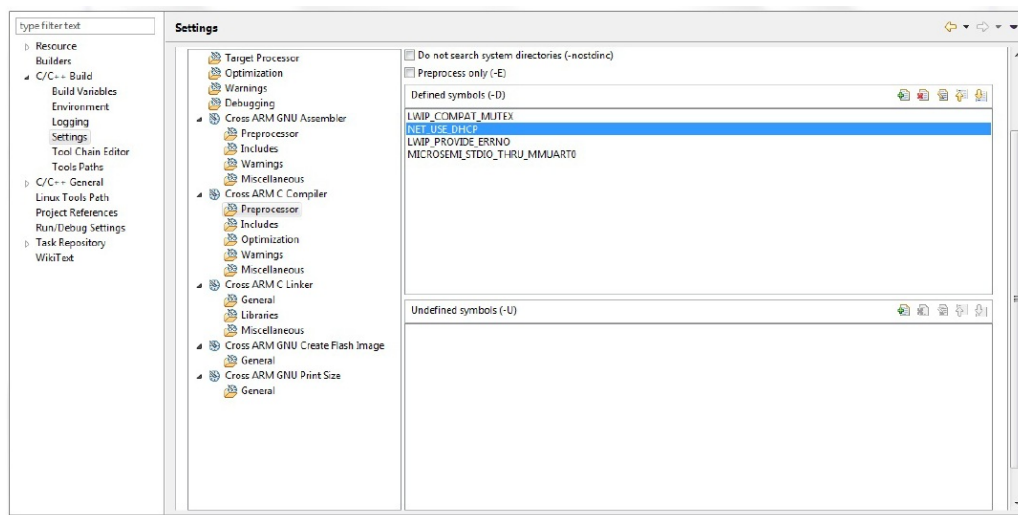 type filter text
Resource
Builders
C/C++ Build
Build Variables
Environment
Logging
Settings
Tool Chain Editor
Tools Paths
C/C++ General
Linux Tools Path
Project References
Run/Debug Settings
Task Repository
WikiText
Settings
Target Processor
Optimization
Warnings
Debugging
Cross ARM GNU Assembler
Preprocessor
Includes
Warnings
Miscellaneous
Cross ARM C Compiler
Preprocessor
Includes
Optimization
Warnings
Miscellaneous
Cross ARM C Linker
General
Libraries
Miscellaneous
Cross ARM GNU Create Flash Image
General
Cross ARM GNU Print Size
General
Do not search system directories (-nostdinc)
Preprocess only (-E)
Defined symbols (-D)
LWIP_COMPAT_MUTEX
NET_USE_DHCP
LWIP_PROVIDE_ERRNO
MICROSEMI_STDIO_THRU_MMUART0
Undefined symbols (-U)